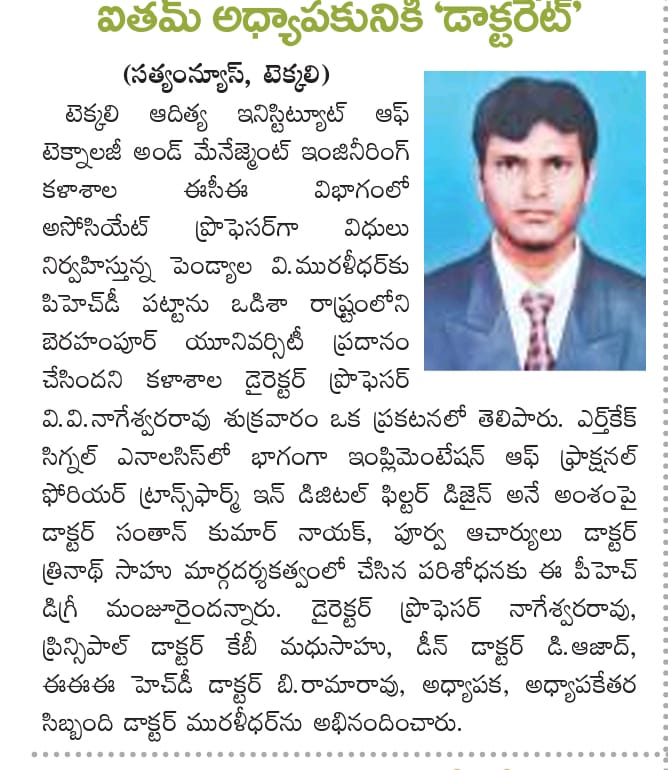 ఐతమ్ అధ్యాపకునికి ‘డాక్టరేట్’
(సత్యంన్యూస్, టెక్కలి)
టెక్కలి ఆదిత్య ఇనిస్టిట్యూట్ ఆఫ్
టెక్నాలజీ అండ్ మేనేజ్మెంట్ ఇంజినీరింగ్
కళాశాల ఈసీఈ విభాగంలో
అసోసియేట్ ప్రొఫెసర్‌గా విధులు
నిర్వహిస్తున్న పెండ్యాల వి.మురళీధర్‌కు
పిహెచ్‌డీ పట్టాను ఒడిశా రాష్ట్రంలోని
బెరహంపూర్ యూనివర్సిటీ ప్రదానం
చేసిందని కళాశాల డైరెక్టర్ ప్రొఫెసర్
వి.వి.నాగేశ్వరరావు శుక్రవారం ఒక ప్రకటనలో తెలిపారు. ఎర్త్‌కేక్
సిగ్నల్ ఎనాలసిస్‌లో భాగంగా ఇంప్లిమెంటేషన్ ఆఫ్ ఫ్రాక్షనల్
ఫోరియర్ ట్రాన్స్‌ఫార్మ్ ఇన్ డిజిటల్ ఫిల్టర్ డిజైన్ అనే అంశంపై
డాక్టర్ సంతాన్ కుమార్ నాయక్, పూర్వ ఆచార్యులు డాక్టర్
త్రినాథ్ సాహు మార్గదర్శకత్వంలో చేసిన పరిశోధనకు ఈ పీహెచ్
డిగ్రీ మంజూరైందన్నారు. డైరెక్టర్ ప్రొఫెసర్ నాగేశ్వరరావు,
ప్రిన్సిపాల్ డాక్టర్ కేబీ మధుసాహు, డీన్ డాక్టర్ డి.ఆజాద్,
ఈఈఈ హెచ్‌డీ డాక్టర్ బి.రామారావు, అధ్యాపక, అధ్యాపకేతర
సిబ్బంది డాక్టర్ మురళీధర్‌ను అభినందించారు.